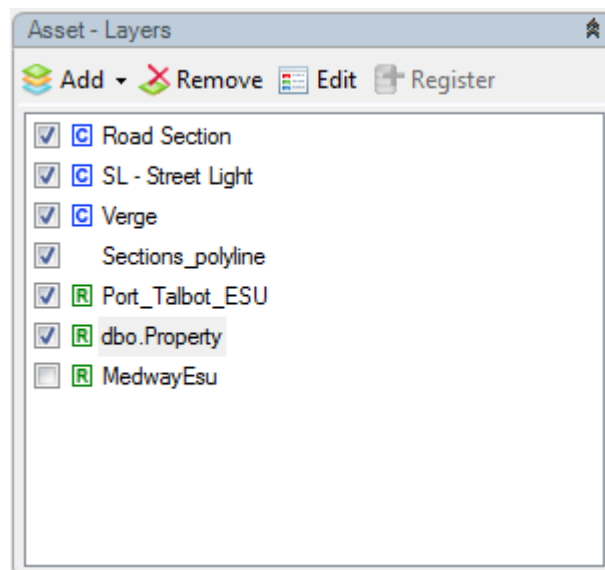 Asset - Layers
Add Remove Edit Register
C Road Section
C SL - Street Light
C Verge
Sections_polyline
R Port_Talbot_ESU
R dbo.Property
R MedwayEsu